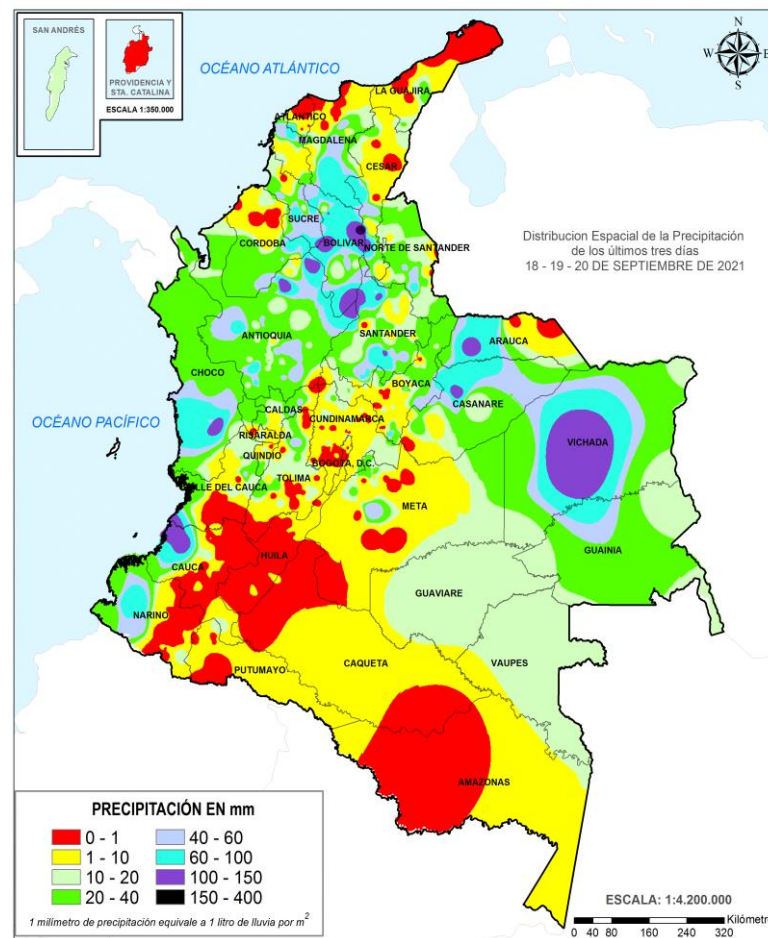 SAN ANDRÉS
PROVIDENCIA Y
STA. CATALINA
ESCALA 1:350.000
N
W
E
S
OCÉANO ATLÁNTICO
LA GUAJIRA
ATLANTICO
MAGDALENA
CESAR
SUCRE
CORDOBA
BOLIVAR
NORTE DE SANTANDER
Distribucion Espacial de la Precipitación
de los últimos tres días
18 - 19 - 20 DE SEPTIEMBRE DE 2021
ANTIOQUIA
SANTANDER
ARAUCA
CHOCO
BOYACA
CASANARE
OCÉANO PACÍFICO
CALDAS
CUNDINAMARCA
RISARALDA
VICHADA
QUINDIO
BOGOTA, D.C.
TOLIMA
VALLE DEL CAUCA
META
HUILA
CAUCA
GUAINIA
GUAVIARE
NARIÑO
PUTUMAYO
CAQUETA
VAUPES
AMAZONAS
PRECIPITACIÓN EN mm
0 - 1
40 - 60
1 - 10
60 - 100
10 - 20
100 - 150
20 - 40
150 - 400
1 milímetro de precipitación equivale a 1 litro de lluvia por m2
ESCALA: 1:4.200.000
Kilómetro
0 40 80 160 240 320